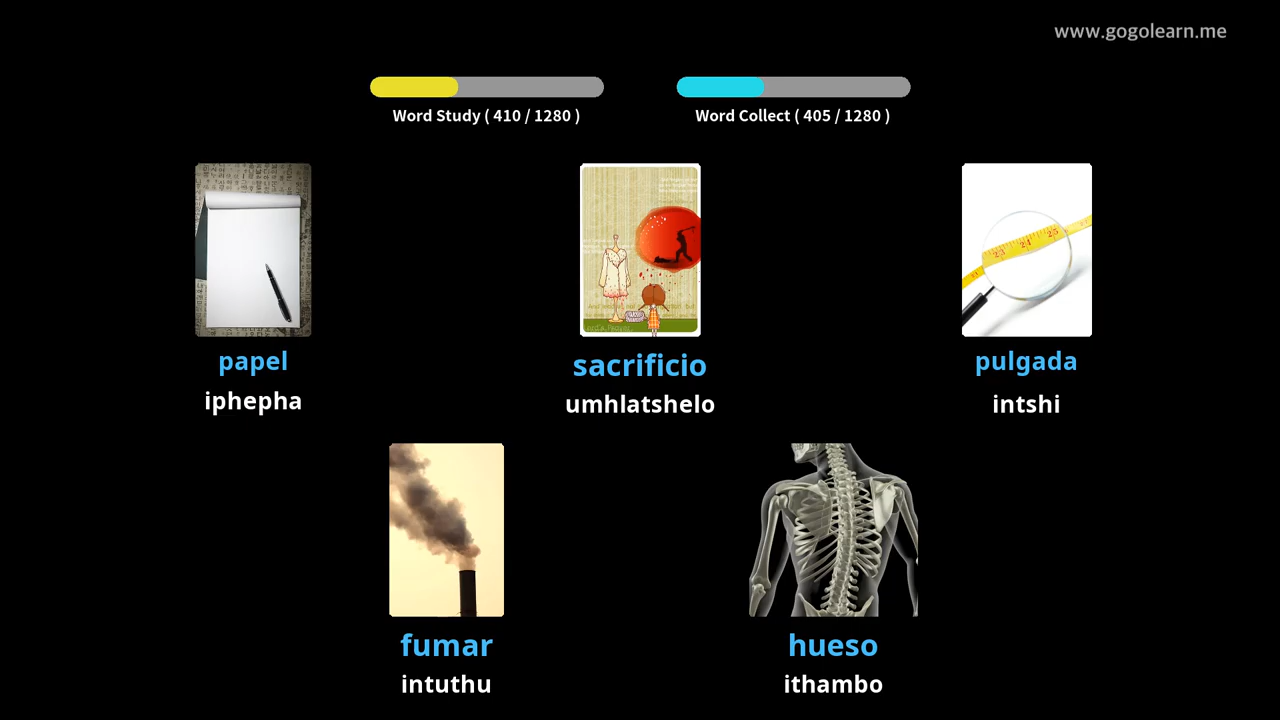 www.gogolearn.me
Word Study ( 410 / 1280 )
Word Collect ( 405 / 1280 )
papel
iphepha
sacrificio
umhlatshelo
pulgada
intshi
fumar
intuthu
hueso
ithambo